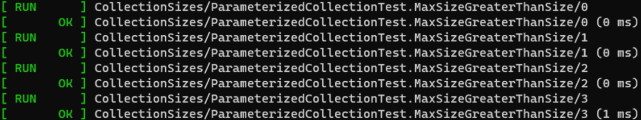 [ RUN      ] CollectionSizes/ParameterizedCollectionTest.MaxSizeGreaterThanSize/0
[       OK ] CollectionSizes/ParameterizedCollectionTest.MaxSizeGreaterThanSize/0 (0 ms)
[ RUN      ] CollectionSizes/ParameterizedCollectionTest.MaxSizeGreaterThanSize/1
[       OK ] CollectionSizes/ParameterizedCollectionTest.MaxSizeGreaterThanSize/1 (0 ms)
[ RUN      ] CollectionSizes/ParameterizedCollectionTest.MaxSizeGreaterThanSize/2
[       OK ] CollectionSizes/ParameterizedCollectionTest.MaxSizeGreaterThanSize/2 (0 ms)
[ RUN      ] CollectionSizes/ParameterizedCollectionTest.MaxSizeGreaterThanSize/3
[       OK ] CollectionSizes/ParameterizedCollectionTest.MaxSizeGreaterThanSize/3 (1 ms)